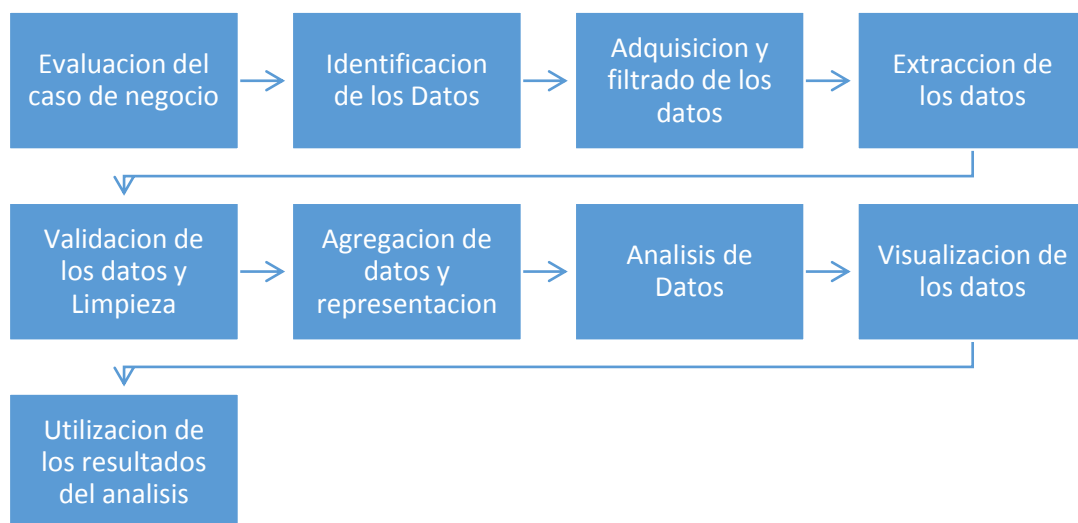 Evaluacion del
caso de negocio
Identificacion
de los Datos
Adquisicion y
filtrado de los
datos
Extraccion de
los datos
Validacion de
los datos y
Limpieza
Agregacion de
datos y
representacion
Analisis de
Datos
Visualizacion de
los datos
Utilizacion de
los resultados
del analisis